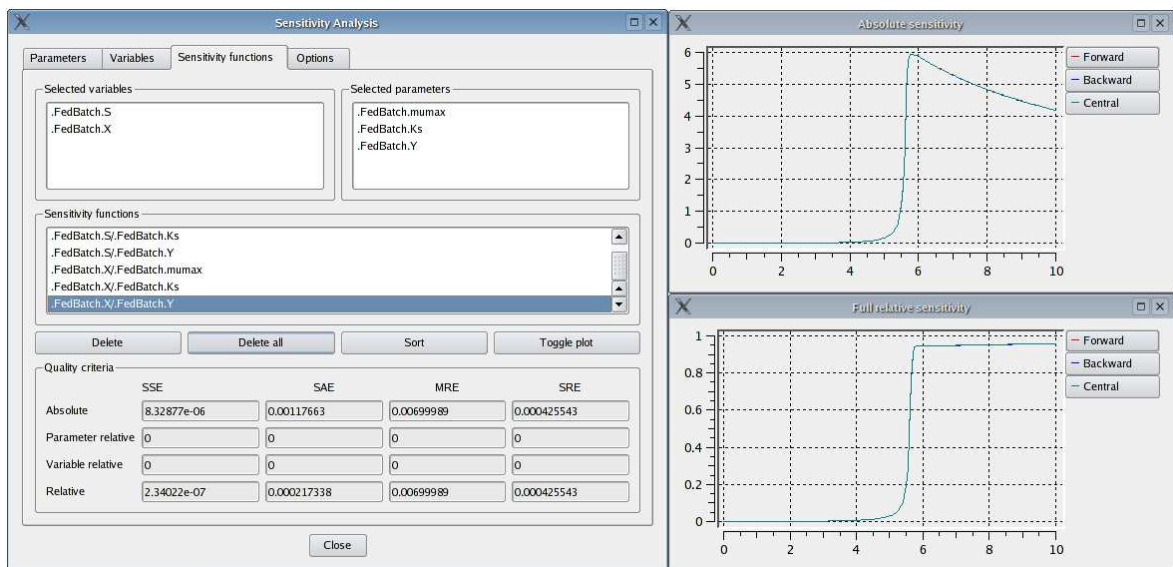 Sensitivity Analysis
Parameters Variables Sensitivity functions Options
Selected variables
.FedBatch.S
.FedBatch.X
Selected parameters
.FedBatch.mumax
.FedBatch.Ks
.FedBatch.Y
Sensitivity functions
.FedBatch.S/.FedBatch.Ks
.FedBatch.S/.FedBatch.Y
.FedBatch.X/.FedBatch.mumax
.FedBatch.X/.FedBatch.Ks
.FedBatch.X/.FedBatch.Y
Delete Delete all Sort Toggle plot
Quality criteria
SSE SAE MRE SRE
Absolute 8.32877e-06 0.00117663 0.00699989 0.000425543
Parameter relative 0 0 0 0
Variable relative 0 0 0 0
Relative 2.34022e-07 0.000217338 0.00699989 0.000425543
Close
Absolute sensitivity
6
5
4
3
2
1
0
0 2 4 6 8 10
Forward
Backward
Central
Full relative sensitivity
1
0.8
0.6
0.4
0.2
0
0 2 4 6 8 10
Forward
Backward
Central